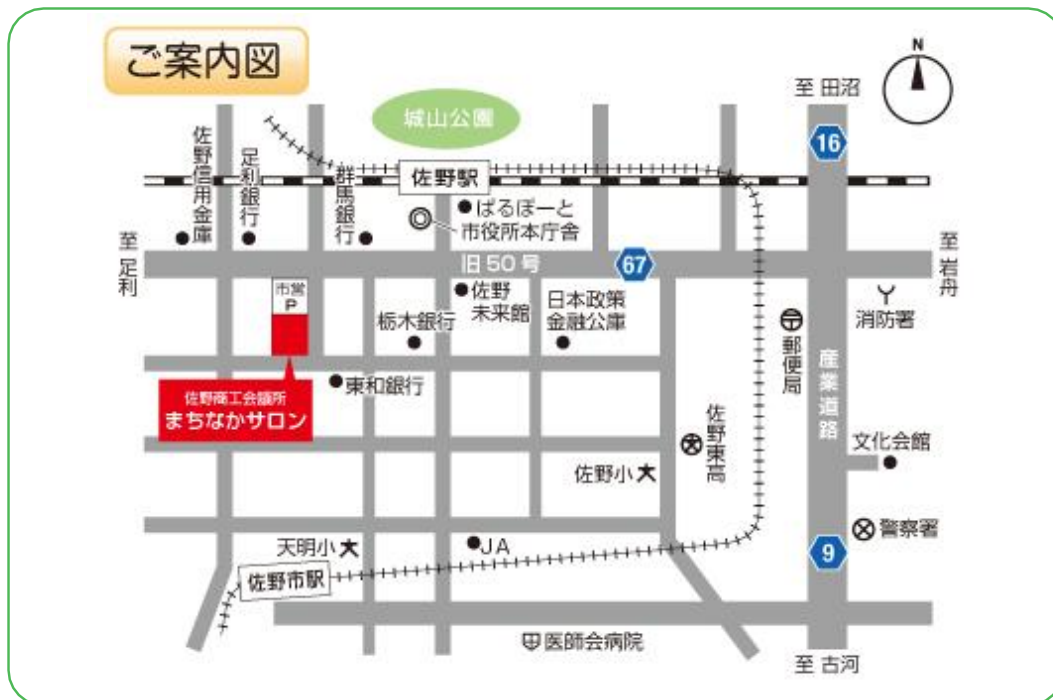 ご案内図
N
至 田沼
16
城山公園
佐野信用金庫
足利銀行
群馬銀行
佐野駅
ぱるぽーと
市役所本庁舎
至 足利
旧50号
67
至 岩舟
市営
P
佐野
未来館
栃木銀行
日本政策
金融公庫
消防署
郵便局
産業道路
佐野商工会議所
まちなかサロン
東和銀行
佐野東高
文化会館
佐野小
警察署
天明小
JA
9
佐野市駅
医師会病院
至 古河